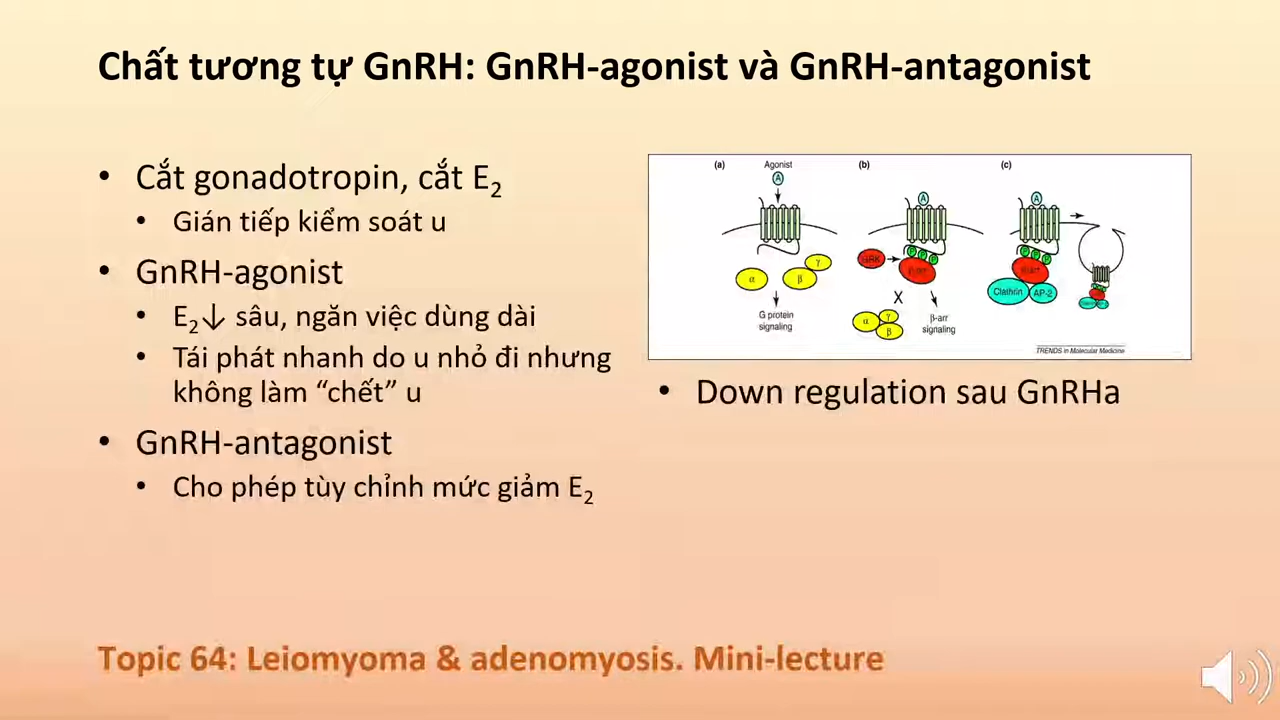 Chất tương tự GnRH: GnRH-agonist và GnRH-antagonist
• Cắt gonadotropin, cắt E₂
• Gián tiếp kiểm soát u
• GnRH-agonist
• E₂↓ sâu, ngăn việc dùng dài
• Tái phát nhanh do u nhỏ đi nhưng
không làm “chết” u
• GnRH-antagonist
• Cho phép tùy chỉnh mức giảm E₂
(a)
Agonist
A
α
β
γ
G protein
signaling
(b)
A
GRK
P P P
β-arr
X
α
γ
β
β-arr
signaling
(c)
A
P P P
β-arr
Clathrin
AP-2
TRENDS in Molecular Medicine
• Down regulation sau GnRHa
Topic 64: Leiomyoma & adenomyosis. Mini-lecture